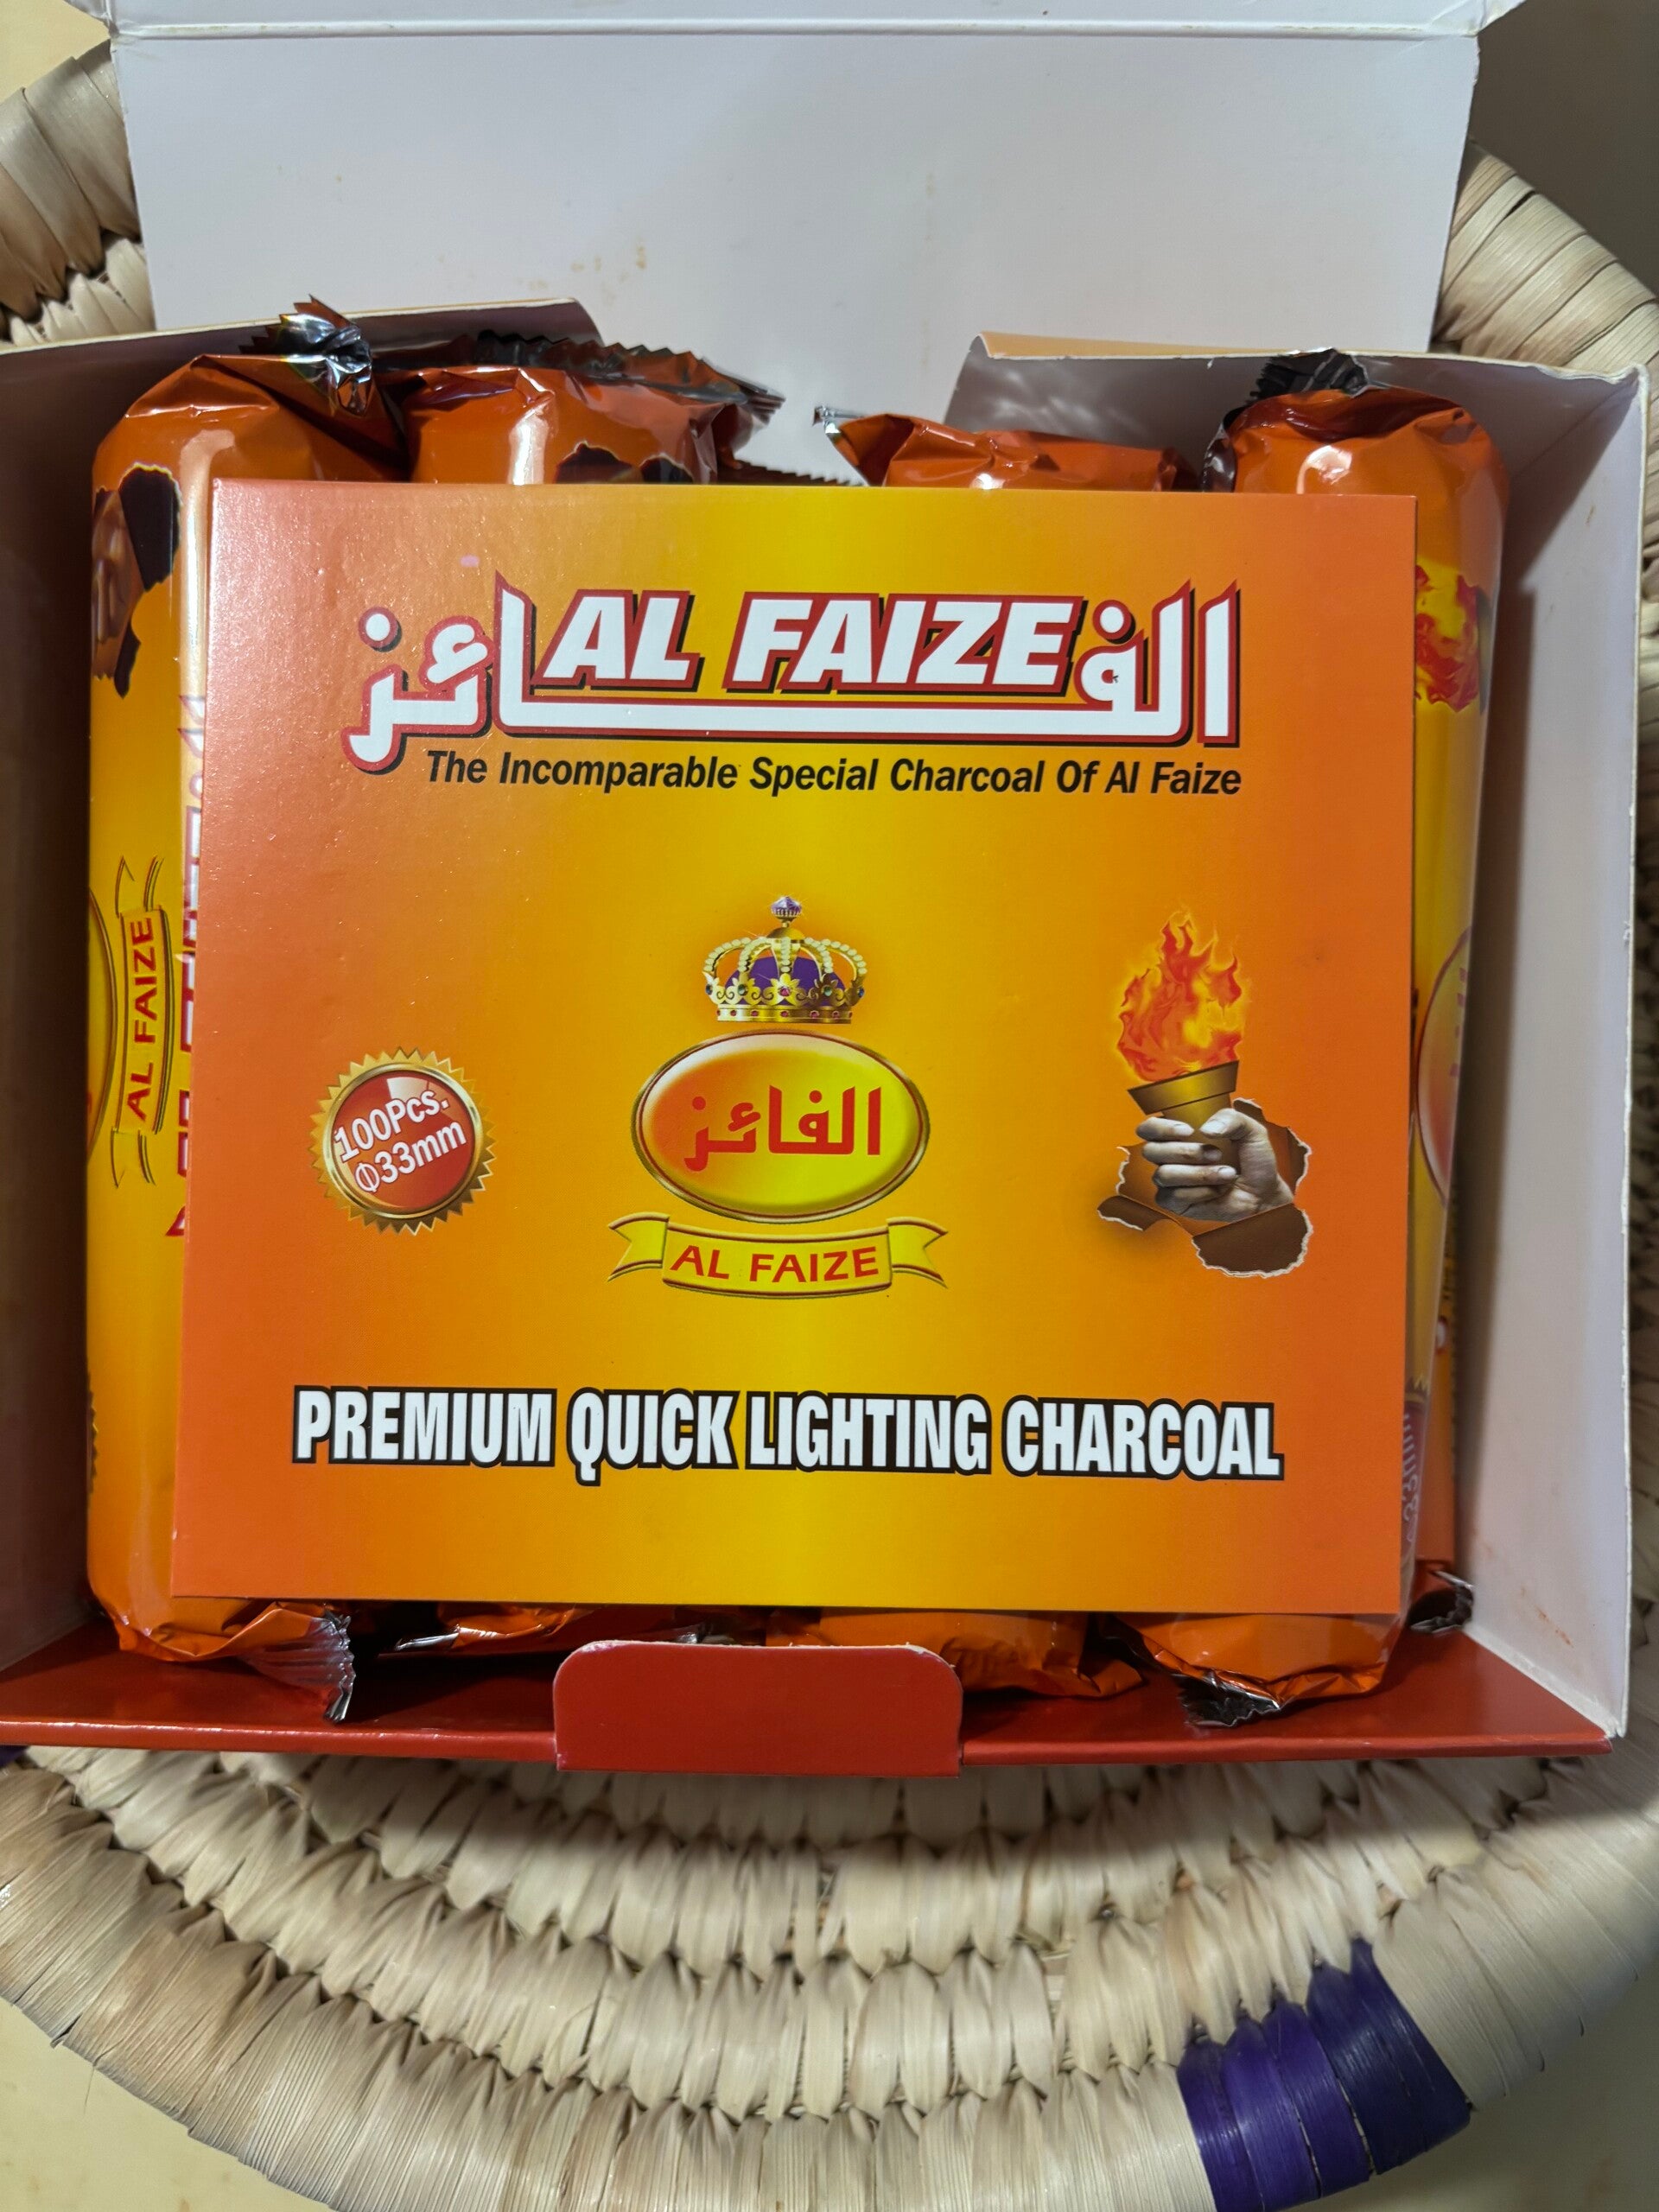 الفائز
AL FAIZE
The Incomparable Special Charcoal Of Al Faize
100Pcs.
Φ33mm
الفائز
AL FAIZE
PREMIUM QUICK LIGHTING CHARCOAL
AL FAIZE
33mm